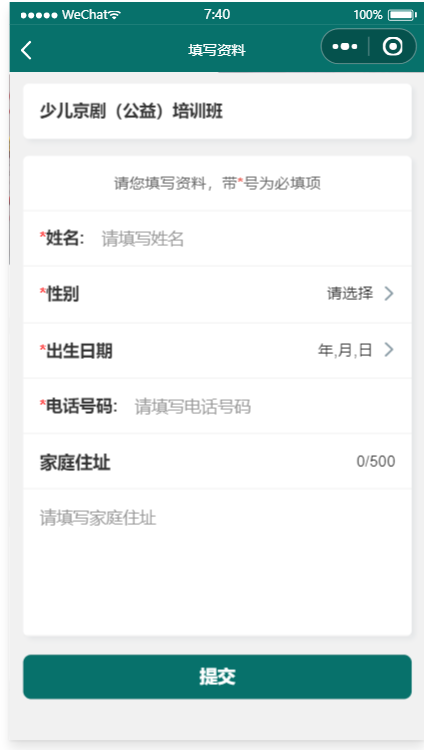 WeChat 7:40 100%
填写资料
少儿京剧（公益）培训班
请您填写资料，带*号为必填项
*姓名: 请填写姓名
*性别 请选择
*出生日期 年,月,日
*电话号码: 请填写电话号码
家庭住址 0/500
请填写家庭住址
提交